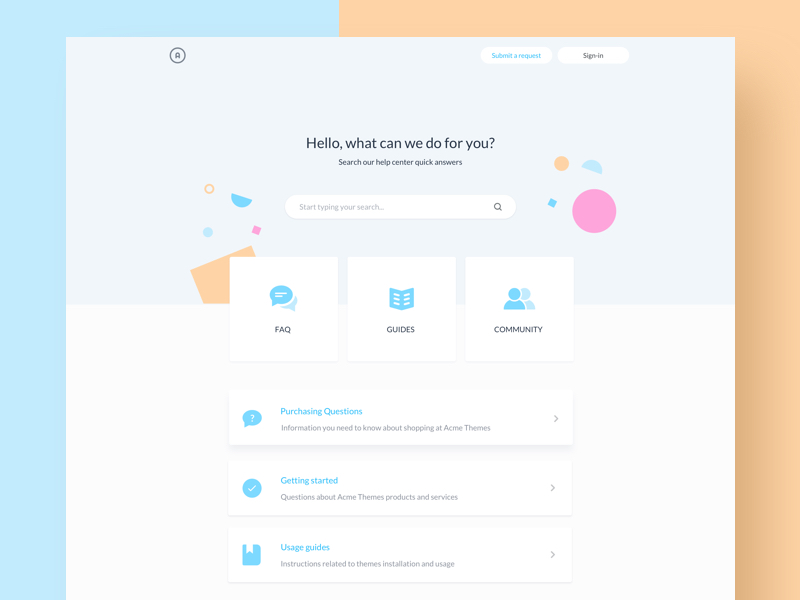 A
Submit a request
Sign-in
Hello, what can we do for you?
Search our help center quick answers
Start typing your search...
FAQ
GUIDES
COMMUNITY
?
Purchasing Questions
Information you need to know about shopping at Acme Themes
Getting started
Questions about Acme Themes products and services
Usage guides
Instructions related to themes installation and usage